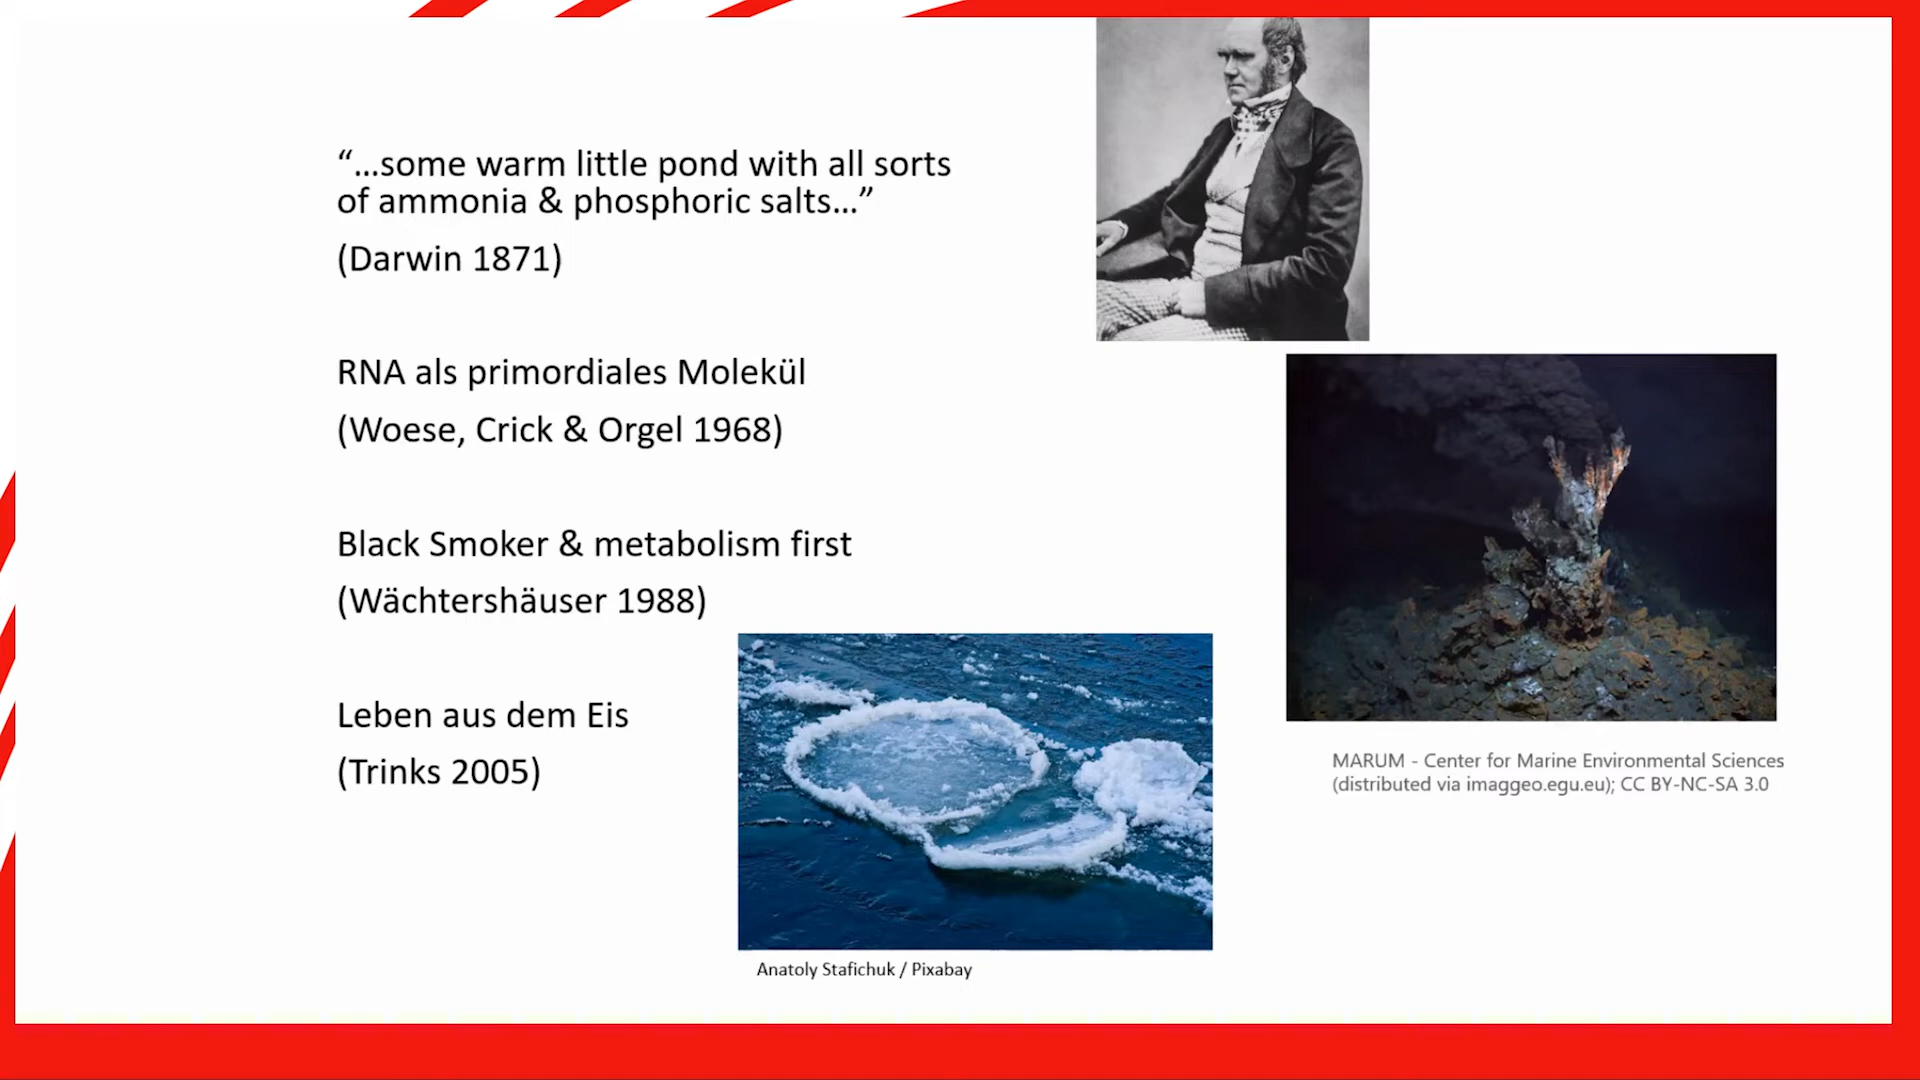 “...some warm little pond with all sorts
of ammonia & phosphoric salts...”
(Darwin 1871)
RNA als primordiales Molekül
(Woese, Crick & Orgel 1968)
Black Smoker & metabolism first
(Wächtershäuser 1988)
Leben aus dem Eis
(Trinks 2005)
MARUM - Center for Marine Environmental Sciences
(distributed via imaggeo.egu.eu); CC BY-NC-SA 3.0
Anatoly Stafichuk / Pixabay